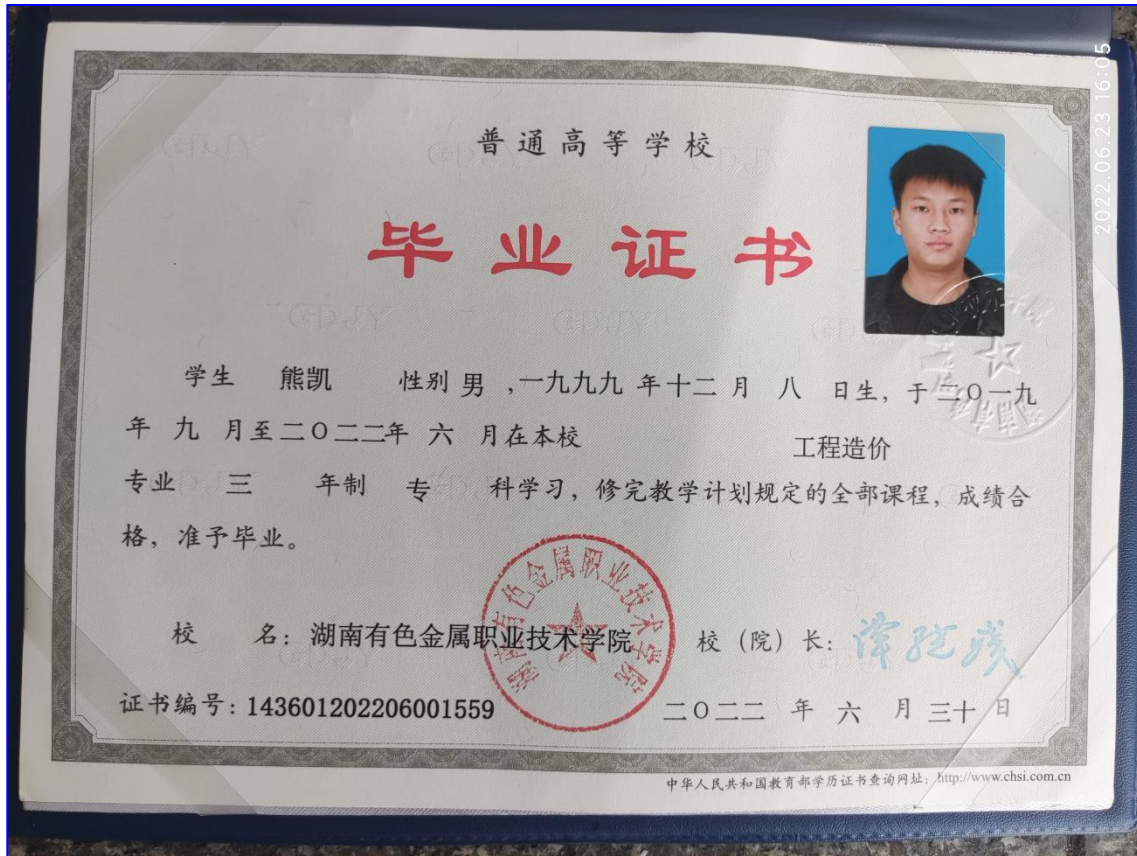 2022.06.23 16:05
普通高等学校
毕业证书
学生 熊凯 性别 男 ,一九九九 年十二 月 八 日生，于二〇一九
年 九 月至二〇二二年 六 月在本校 工程造价
专业 三 年制 专 科学习，修完教学计划规定的全部课程，成绩合
格，准予毕业。
湖南有色金属职业技术学院
校 名：湖南有色金属职业技术学院 校（院）长：
证书编号：143601202206001559 二〇二二 年 六 月 三十 日
中华人民共和国教育部学历证书查询网址：http://www.chsi.com.cn